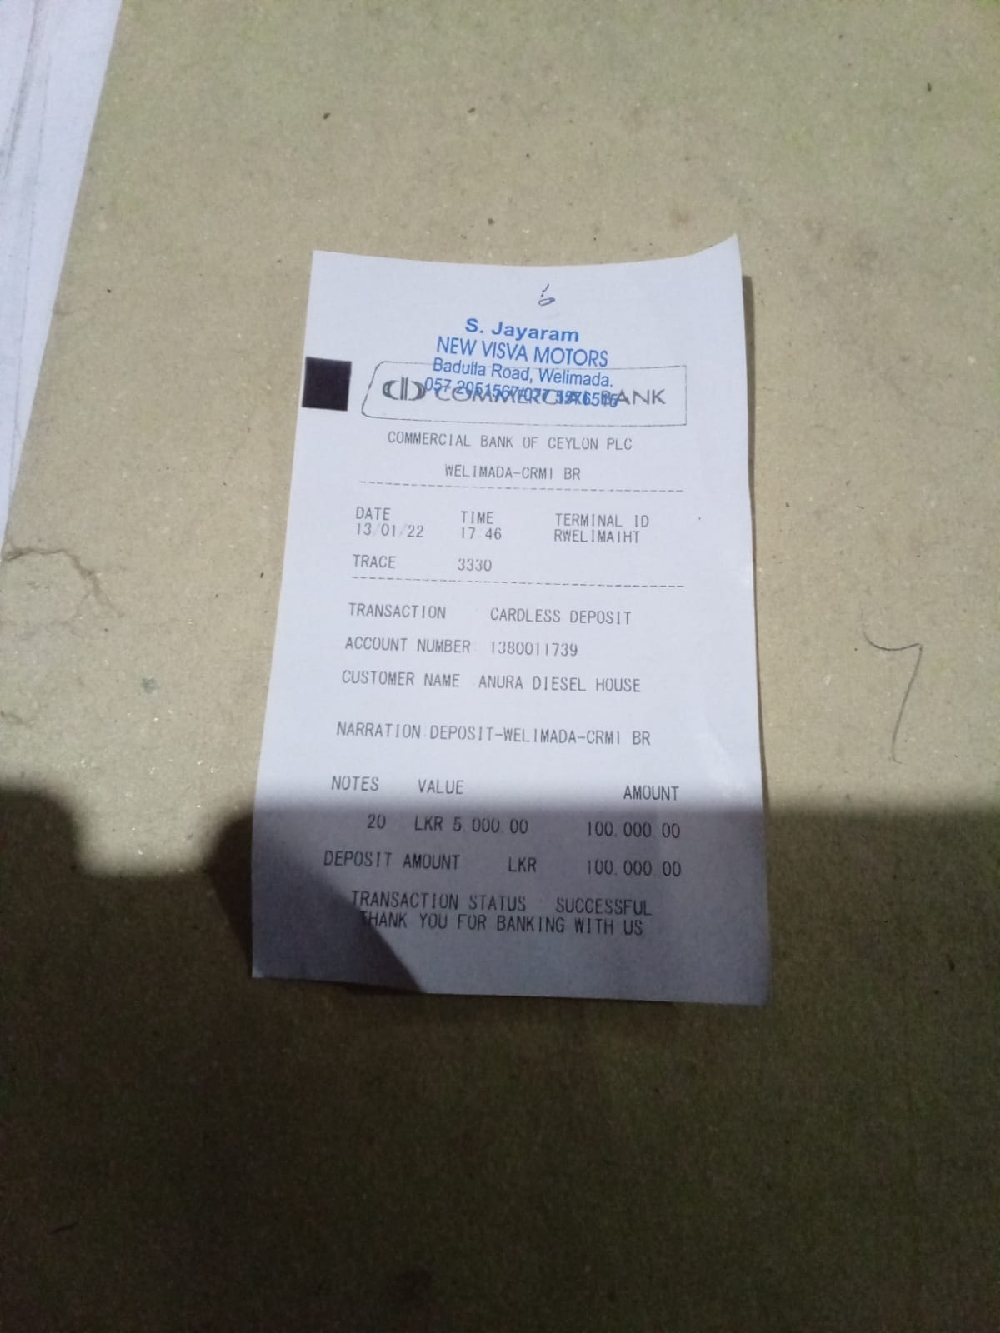 S. Jayaram
NEW VISVA MOTORS
Badulla Road, Welimada.
COMMERCIAL BANK
COMMERCIAL BANK OF CEYLON PLC
WELIMADA-CRM1 BR
DATE TIME TERMINAL ID
13/01/22 17:46 RWELIMA1HT
TRACE 3330
TRANSACTION CARDLESS DEPOSIT
ACCOUNT NUMBER 1380011739
CUSTOMER NAME ANURA DIESEL HOUSE
NARRATION:DEPOSIT-WELIMADA-CRM1 BR
NOTES VALUE AMOUNT
20 LKR 5,000.00 100,000.00
DEPOSIT AMOUNT LKR 100,000.00
TRANSACTION STATUS : SUCCESSFUL
THANK YOU FOR BANKING WITH US